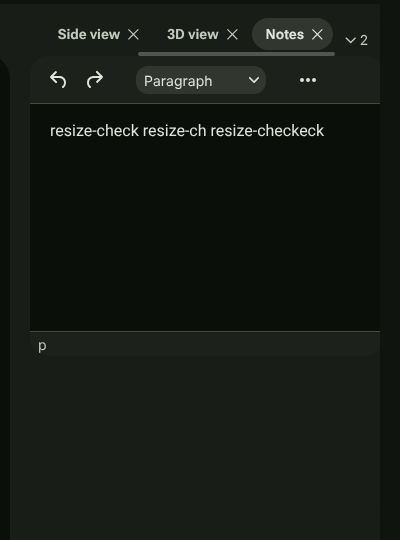 Side view
3D view
Notes
2
Paragraph
resize-check resize-ch resize-checkeck
p